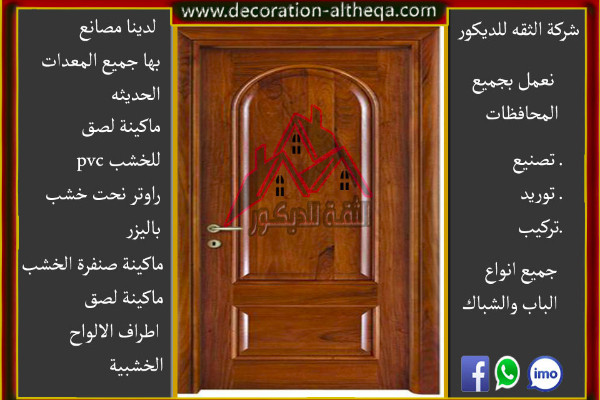 www.decoration-altheqa.com
شركة الثقه للديكور
نعمل بجميع
المحافظات
. تصنيع
. توريد
.تركيب
جميع انواع
الباب والشباك
لدينا مصانع
بها جميع المعدات
الحديثه
ماكينة لصق
للخشب pvc
راوتر نحت خشب
باليزر
ماكينة صنفرة الخشب
ماكينة لصق
اطراف الالواح
الخشبية
الثقة للديكور
imo